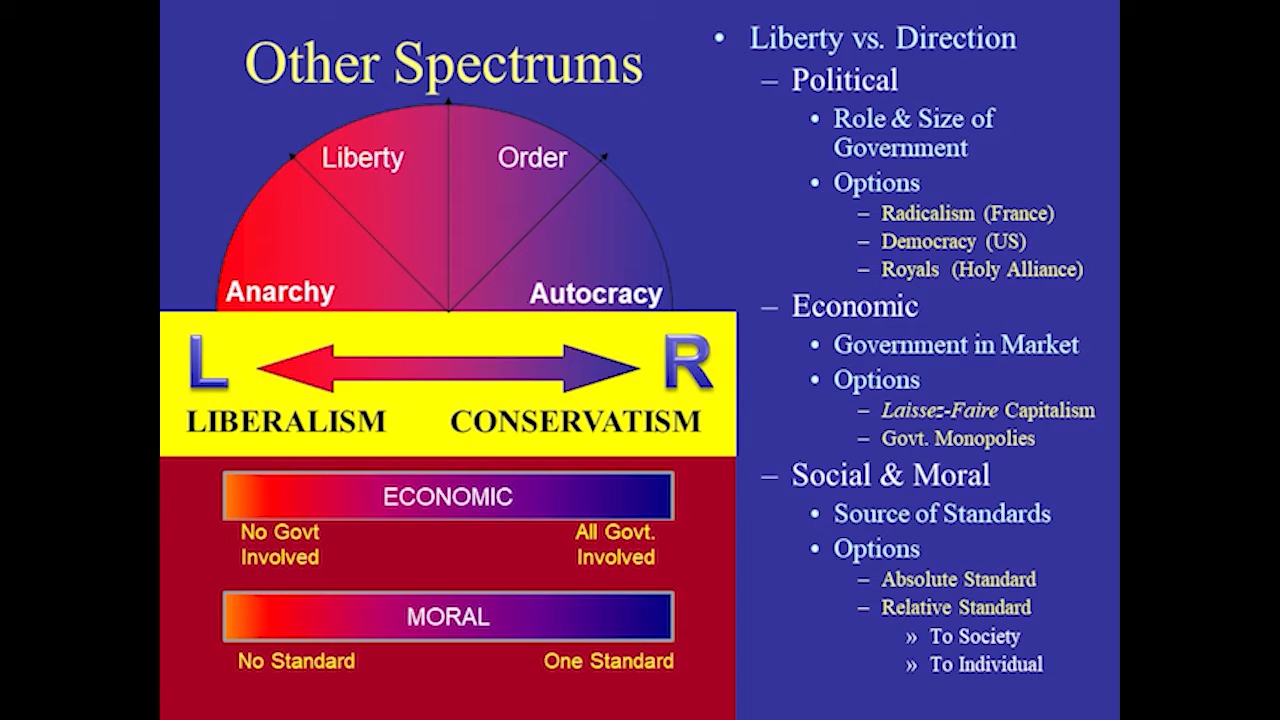 Other Spectrums
Liberty
Order
Anarchy
Autocracy
L
R
LIBERALISM
CONSERVATISM
ECONOMIC
No Govt
Involved
All Govt.
Involved
MORAL
No Standard
One Standard
• Liberty vs. Direction
– Political
• Role & Size of
Government
• Options
– Radicalism (France)
– Democracy (US)
– Royals (Holy Alliance)
– Economic
• Government in Market
• Options
– Laissez-Faire Capitalism
– Govt. Monopolies
– Social & Moral
• Source of Standards
• Options
– Absolute Standard
– Relative Standard
» To Society
» To Individual